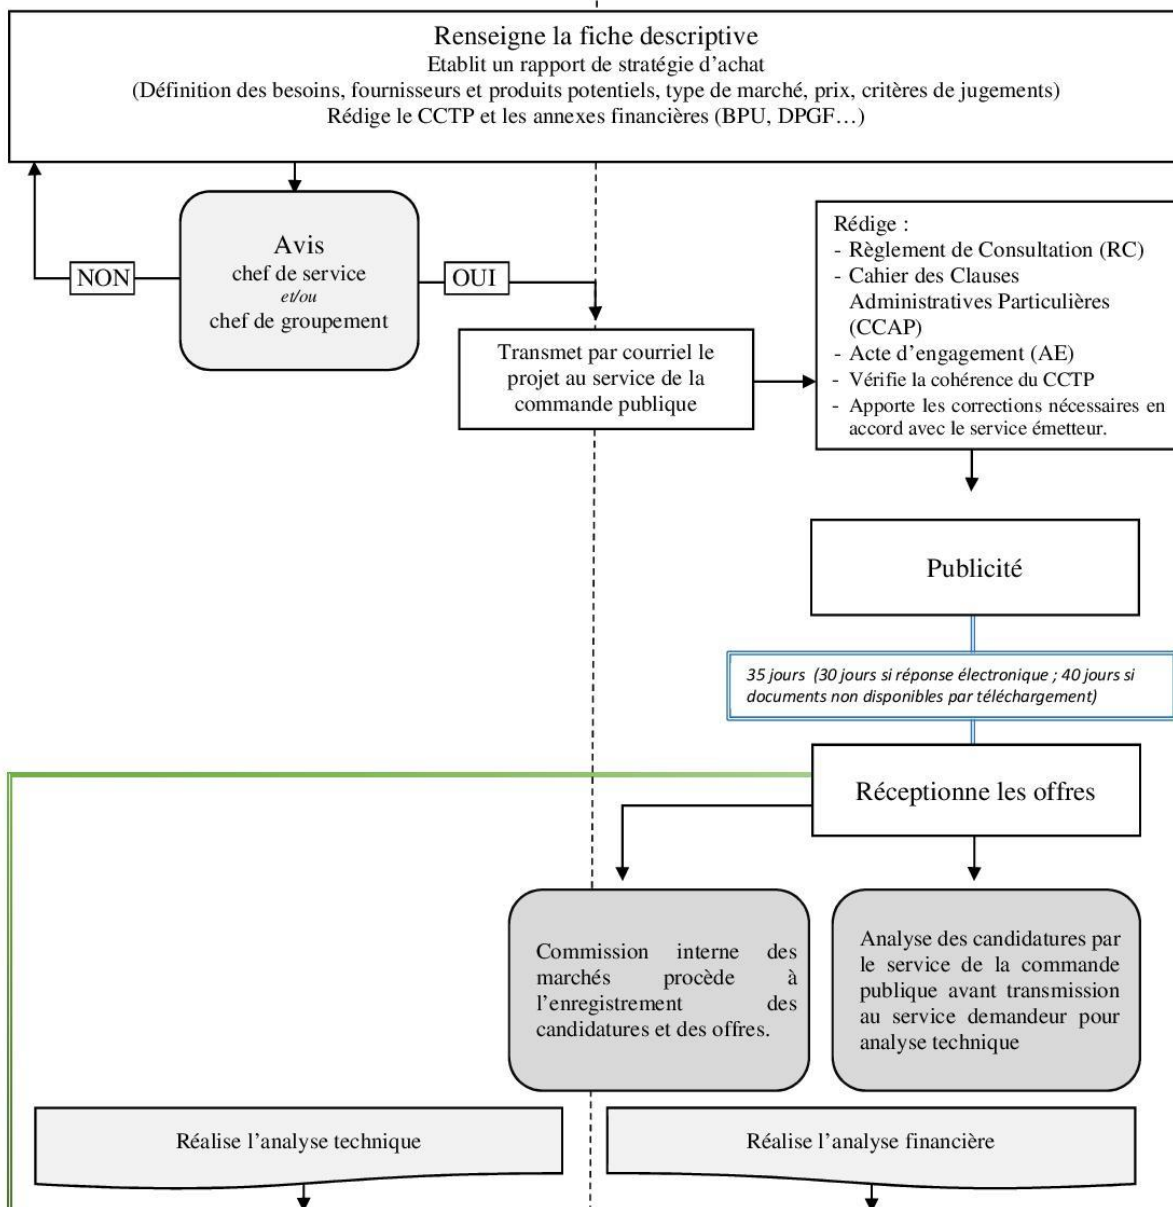 Renseigne la fiche descriptive
Etablit un rapport de stratégie d’achat
(Définition des besoins, fournisseurs et produits potentiels, type de marché, prix, critères de jugements)
Rédige le CCTP et les annexes financières (BPU, DPGF…)
Avis
chef de service
et/ou
chef de groupement
NON
OUI
Transmet par courriel le
projet au service de la
commande publique
Rédige :
- Règlement de Consultation (RC)
- Cahier des Clauses
Administratives Particulières
(CCAP)
- Acte d’engagement (AE)
- Vérifie la cohérence du CCTP
- Apporte les corrections nécessaires en
accord avec le service émetteur.
Publicité
35 jours (30 jours si réponse électronique ; 40 jours si
documents non disponibles par téléchargement)
Réceptionne les offres
Commission interne des
marchés procède à
l’enregistrement des
candidatures et des offres.
Analyse des candidatures par
le service de la commande
publique avant transmission
au service demandeur pour
analyse technique
Réalise l’analyse technique
Réalise l’analyse financière